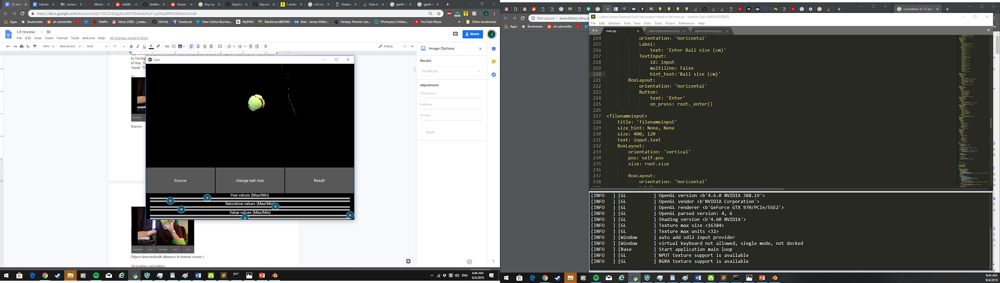 Lit revie
Literatu
Lectures
Moira C
reddit: t
drathie
House J
kivy ope
kivy/ca
kivy anc
I wrote
cv2.con
Feature
How to
gantt cl
gantt cl
https://docs.google.com/document/d/11XCZU8ZgyKUaKR7NukbxkA5yP-py0hq0WffLhWdn6JU/edit
Apps
Bookmarks
all subreddits
Netflix
Inbox (280) - j.mala...
GitHub
Facebook
New Online Busines...
MyDMU
Blackboard@DMU
Mail - James Miller...
Fantasy Premier Lea...
Photopea | Online...
YouTube Music
Other bookmarks
Lit review
File Edit View Insert Format Tools Add-ons Help All changes saved in Drive
Share
100% Normal text Arial 11 Editing
by having
of Hue, S
"mask".Th
Source
Object detected(with distance in bottom corner )
3d position calculation
Cam
Source
change ball size
Result
Hue values (Max/Min)
Saturation values (Max/Min)
Value values (Max/Min)
Image Options
Recolor
No Recolor
Adjustments
Transparency
Brightness
Contrast
Reset
ENG
6:44 AM
9/4/2019
countdown to 12 pm
Not secure | www.library.dmu.a
Apps
Bookmarks
all subreddits
C:\Users\James\Desktop\Final Year project\Hand in file\main.py - Sublime Text (UNREGISTERED)
File Edit Selection Find View Goto Tools Project Preferences Help
main.py
exampleblenderscript.py
opencvprocessing.py
214 orientation: 'horizontal'
215 Label:
216 text: 'Enter Ball size (cm)'
217 TextInput:
218 id: input
219 multiline: False
220 hint_text:'Ball size (cm)'
221 BoxLayout:
222 orientation: 'horizontal'
223 Button:
224 text: 'Enter'
225 on_press: root._enter()
226
227 <filenameinput>
228 title: 'filenameinput'
229 size_hint: None, None
230 size: 400, 120
231 text: input.text
232 BoxLayout:
233 orientation: 'vertical'
234 pos: self.pos
235 size: root.size
236
237 BoxLayout:
238 orientation: 'horizontal'
[INFO ] [GL ] OpenGL version <b'4.6.0 NVIDIA 388.19'>
[INFO ] [GL ] OpenGL vendor <b'NVIDIA Corporation'>
[INFO ] [GL ] OpenGL renderer <b'GeForce GTX 970/PCIe/SSE2'>
[INFO ] [GL ] OpenGL parsed version: 4, 6
[INFO ] [GL ] Shading version <b'4.60 NVIDIA'>
[INFO ] [GL ] Texture max size <16384>
[INFO ] [GL ] Texture max units <32>
[INFO ] [Window ] auto add sdl2 input provider
[INFO ] [Window ] virtual keyboard not allowed, single mode, not docked
[INFO ] [Base ] Start application main loop
[INFO ] [GL ] NPOT texture support is available
[INFO ] [GL ] BGRA texture support is available
6:44 AM
9/4/2019